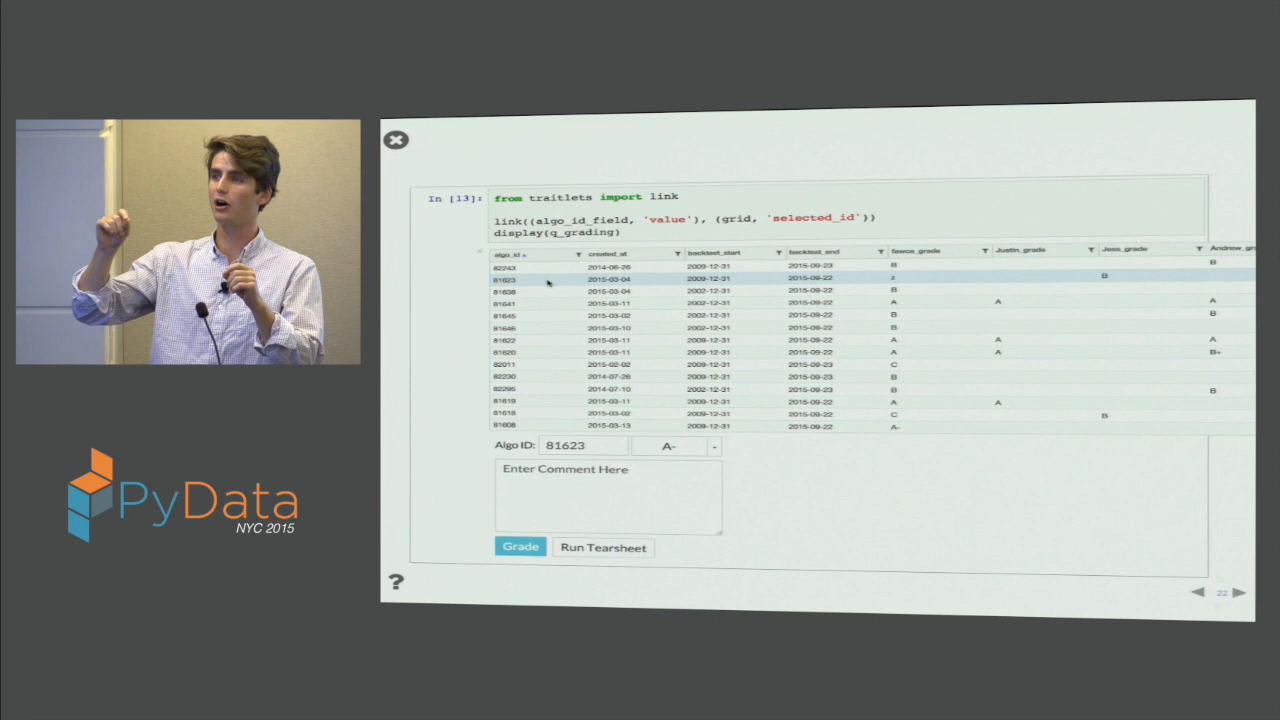 In [13]: from traitlets import link
link((algo_id_field, 'value'), (grid, 'selected_id'))
display(q_grading)
algo_id created_at backtest_start backtest_end fawce_grade Justin_grade Jess_grade Andrew_gr
82243 2014-06-26 2009-12-31 2015-09-23 B B
81623 2015-03-04 2009-12-31 2015-09-22 z B
81638 2015-03-04 2002-12-31 2015-09-22 B
81641 2015-03-11 2002-12-31 2015-09-22 A A A
81645 2015-03-02 2002-12-31 2015-09-22 B B
81646 2015-03-10 2002-12-31 2015-09-22 B
81622 2015-03-11 2009-12-31 2015-09-22 A A A
81620 2015-03-11 2009-12-31 2015-09-22 A A B+
82011 2015-02-02 2009-12-31 2015-09-23 C
82230 2014-07-26 2009-12-31 2015-09-23 B
82295 2014-07-10 2002-12-31 2015-09-23 B B
81619 2015-03-11 2009-12-31 2015-09-22 A A
81618 2015-03-02 2009-12-31 2015-09-22 C B
81608 2015-03-13 2009-12-31 2015-09-22 A-
Algo ID: 81623 A- -
Enter Comment Here
Grade Run Tearsheet
?
22
PyData
NYC 2015